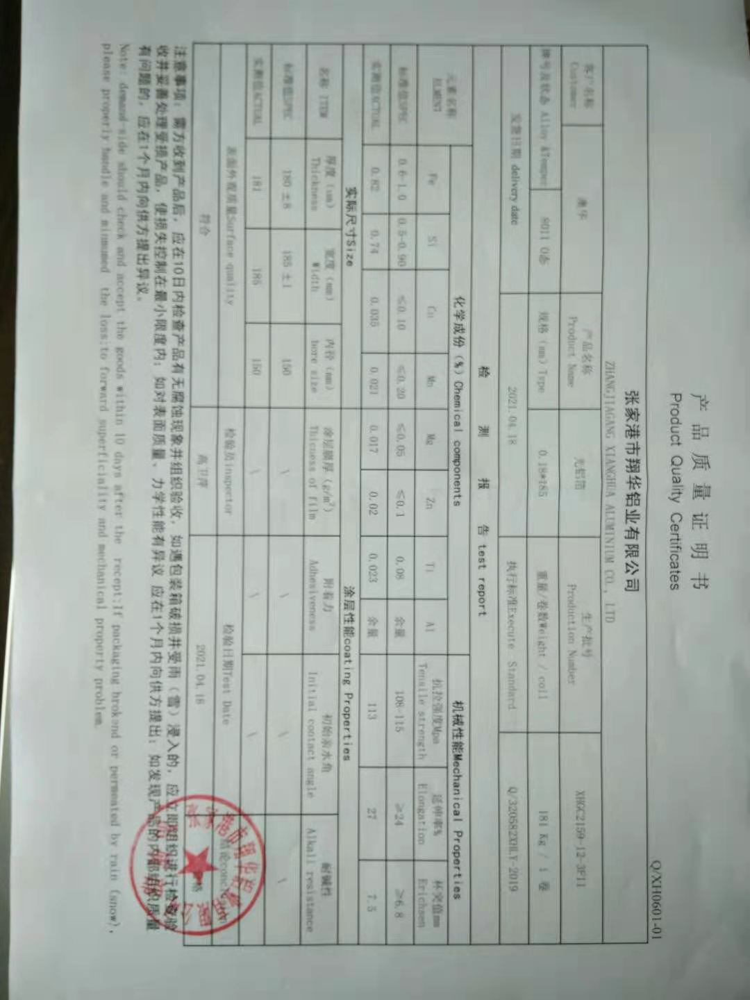 产品质量证明书
Product Quality Certificates
Q/XH0601-01
张家港市翔华铝业有限公司
ZHANGJIAGANG XIANGHUA ALUMINIUM CO., LTD
客户名称 Customer 康华 产品名称 Product Name 光铝箔 生产批号 Production Number XHGC2159-12-3F11
牌号及状态 Alloy &Temper 8011 O态 规格(mm) Type 0.18*185 重量/卷数Weight / coil 181 Kg / 1 卷
发货日期 delivery date 2021.04.18 执行标准Execute Standard Q/320582XHLY-2019
检 测 报 告 test report
元素名称 ELMENT 化学成份(%) Chemical components 机械性能Mechanical Properties
Fe Si Cu Mn Mg Zn Ti Al 抗拉强度Mpa Tensile strength 延伸率% Elongation 杯突值mm Erichsen
标准值SPEC 0.6-1.0 0.5-0.90 ≤0.10 ≤0.20 ≤0.05 ≤0.1 0.08 余量 108-115 ≥24 ≥6.8
实测值ACTUAL 0.82 0.74 0.035 0.021 0.017 0.02 0.023 余量 113 27 7.5
实际尺寸Size 涂层性能coating Properties
名称 ITEM 厚度(um) Thickness 宽度(mm) Width 内径(mm) bore size 涂层膜厚(g/m²) Thicness of film 附着力 Adhesiveness 初始亲水角 Initial contact angle 耐碱性 Alkali resistance
标准值SPEC 180±8 185±1 150 \ \ \ \
实测值ACTUAL 181 185 150 \ \ \
表面外观质量Surface quality 检验员inspector 检验日期Test Date
符合 高卫萍 2021.04.18
注意事项：需方收到产品后，应在10日内检查产品有无腐蚀现象并组织验收，如遇包装箱破损并受雨（雪）浸入的，应立即组织进行检查验
收并妥善处理受损产品，使损失控制在最小限度内；如对表面质量、力学性能有异议 应在1个月内向供方提出；如发现产品的内部组织质量
有问题的，应在1个月内向供方提出异议。
Note: demand-side should check and accept the goods within 10 days after the recept;If packaging brokend or permented by rain (snow),
please properly handle and minnumed the loss;to forward superficiality and mechanical property problem.